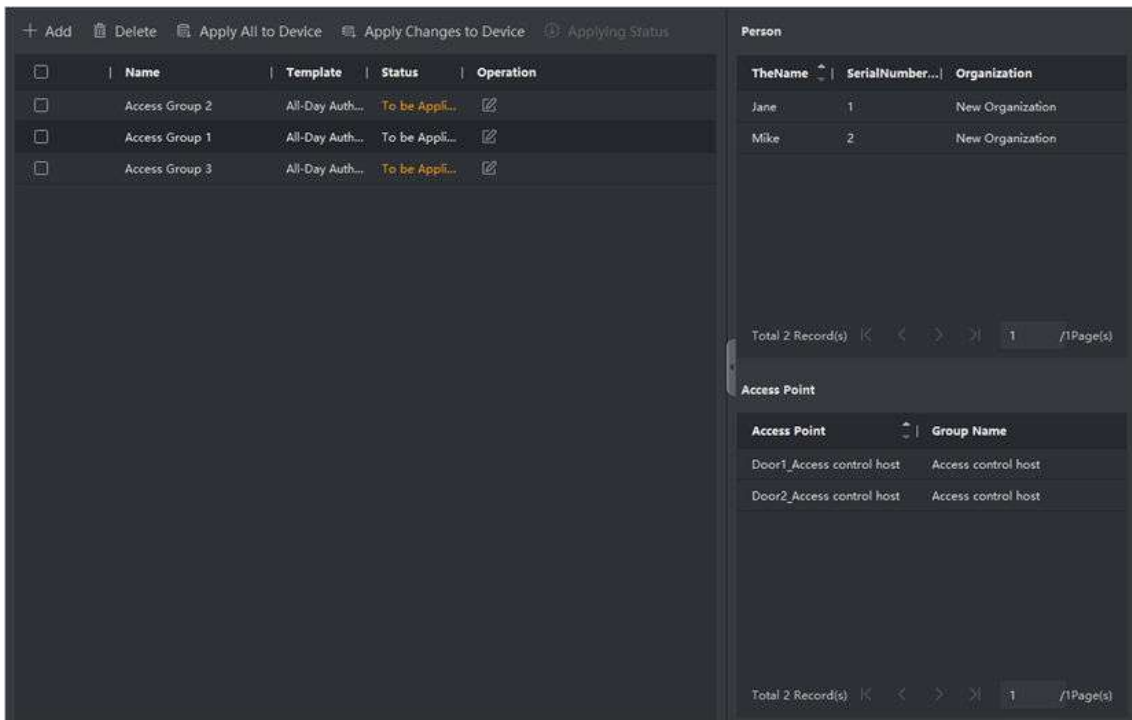 Add Delete Apply All to Device Apply Changes to Device Applying Status
Name Template Status Operation
Access Group 2 All-Day Auth... To be Appli...
Access Group 1 All-Day Auth... To be Appli...
Access Group 3 All-Day Auth... To be Appli...
Person
TheName SerialNumber... Organization
Jane 1 New Organization
Mike 2 New Organization
Total 2 Record(s) 1 /1Page(s)
Access Point
Access Point Group Name
Door1_Access control host Access control host
Door2_Access control host Access control host
Total 2 Record(s) 1 /1Page(s)